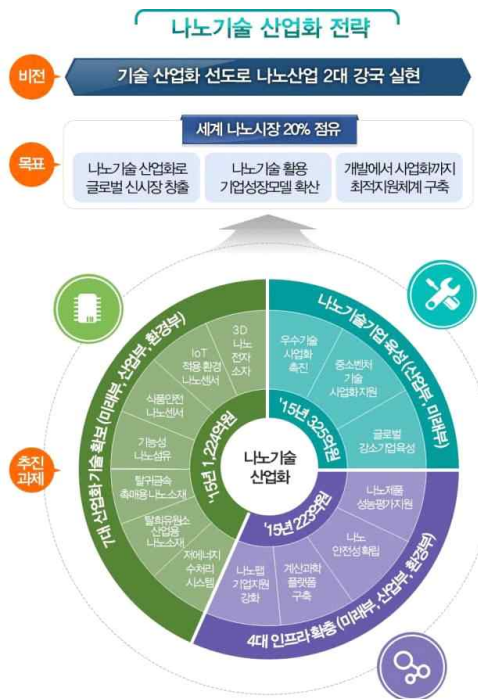 나노기술 산업화 전략
비전
기술 산업화 선도로 나노산업 2대 강국 실현
목표
세계 나노시장 20% 점유
나노기술 산업화로
글로벌 신시장 창출
나노기술 활용
기업성장모델 확산
개발에서 사업화까지
최적지원체계 구축
추진
과제
나노기술
산업화
7대 산업화 기술 확보 (미래부, 산업부, 환경부)
'15년 1,224억원
3D
나노
전자
소자
IoT
적용 환경
나노센서
식품안전
나노센서
기능성
나노섬유
탈귀금속
촉매용 나노소재
탈희유원소
산업용
나노소재
저에너지
수처리
시스템
나노기술기업 육성 (산업부, 미래부)
'15년 325억원
우수기술
사업화
촉진
중소벤처
기술
사업화 지원
글로벌
강소기업육성
4대 인프라 확충 (미래부, 산업부, 환경부)
'15년 223억원
나노제품
성능평가 지원
나노
안전성 확립
계산과학
플랫폼
구축
나노팹
기업지원
강화